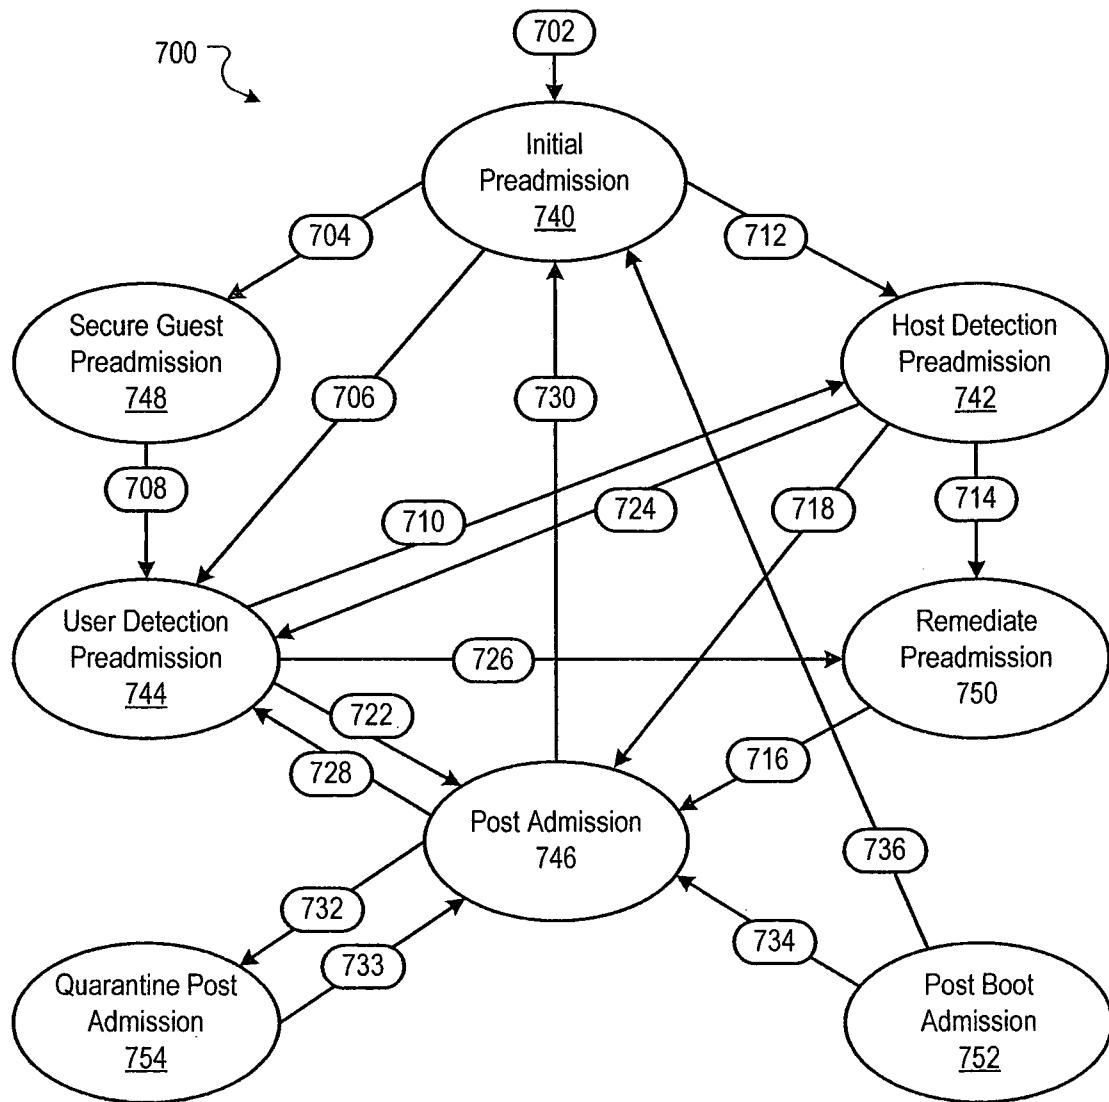 702
700
Initial
Preadmission
740
704
712
Secure Guest
Preadmission
748
Host Detection
Preadmission
742
706
730
708
710
724
718
714
User Detection
Preadmission
744
726
Remediate
Preadmission
750
722
728
716
Post Admission
746
736
732
733
734
Quarantine Post
Admission
754
Post Boot
Admission
752